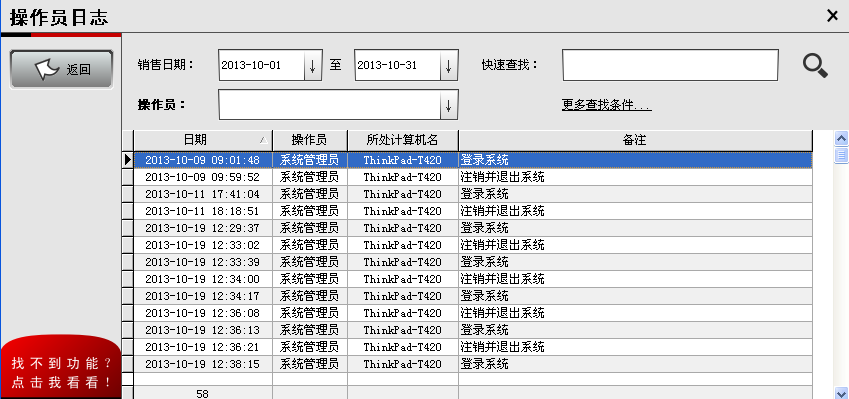 操作员日志
返回
销售日期： 2013-10-01 至 2013-10-31 快速查找：
操作员： 更多查找条件...
日期 操作员 所处计算机名 备注
2013-10-09 09:01:48 系统管理员 ThinkPad-T420 登录系统
2013-10-09 09:59:52 系统管理员 ThinkPad-T420 注销并退出系统
2013-10-11 17:41:04 系统管理员 ThinkPad-T420 登录系统
2013-10-11 18:18:51 系统管理员 ThinkPad-T420 注销并退出系统
2013-10-19 12:29:37 系统管理员 ThinkPad-T420 登录系统
2013-10-19 12:33:02 系统管理员 ThinkPad-T420 注销并退出系统
2013-10-19 12:33:39 系统管理员 ThinkPad-T420 登录系统
2013-10-19 12:34:00 系统管理员 ThinkPad-T420 注销并退出系统
2013-10-19 12:34:17 系统管理员 ThinkPad-T420 登录系统
2013-10-19 12:36:08 系统管理员 ThinkPad-T420 注销并退出系统
2013-10-19 12:36:13 系统管理员 ThinkPad-T420 登录系统
2013-10-19 12:36:21 系统管理员 ThinkPad-T420 注销并退出系统
2013-10-19 12:38:15 系统管理员 ThinkPad-T420 登录系统
58
找不到功能？
点击我看看！